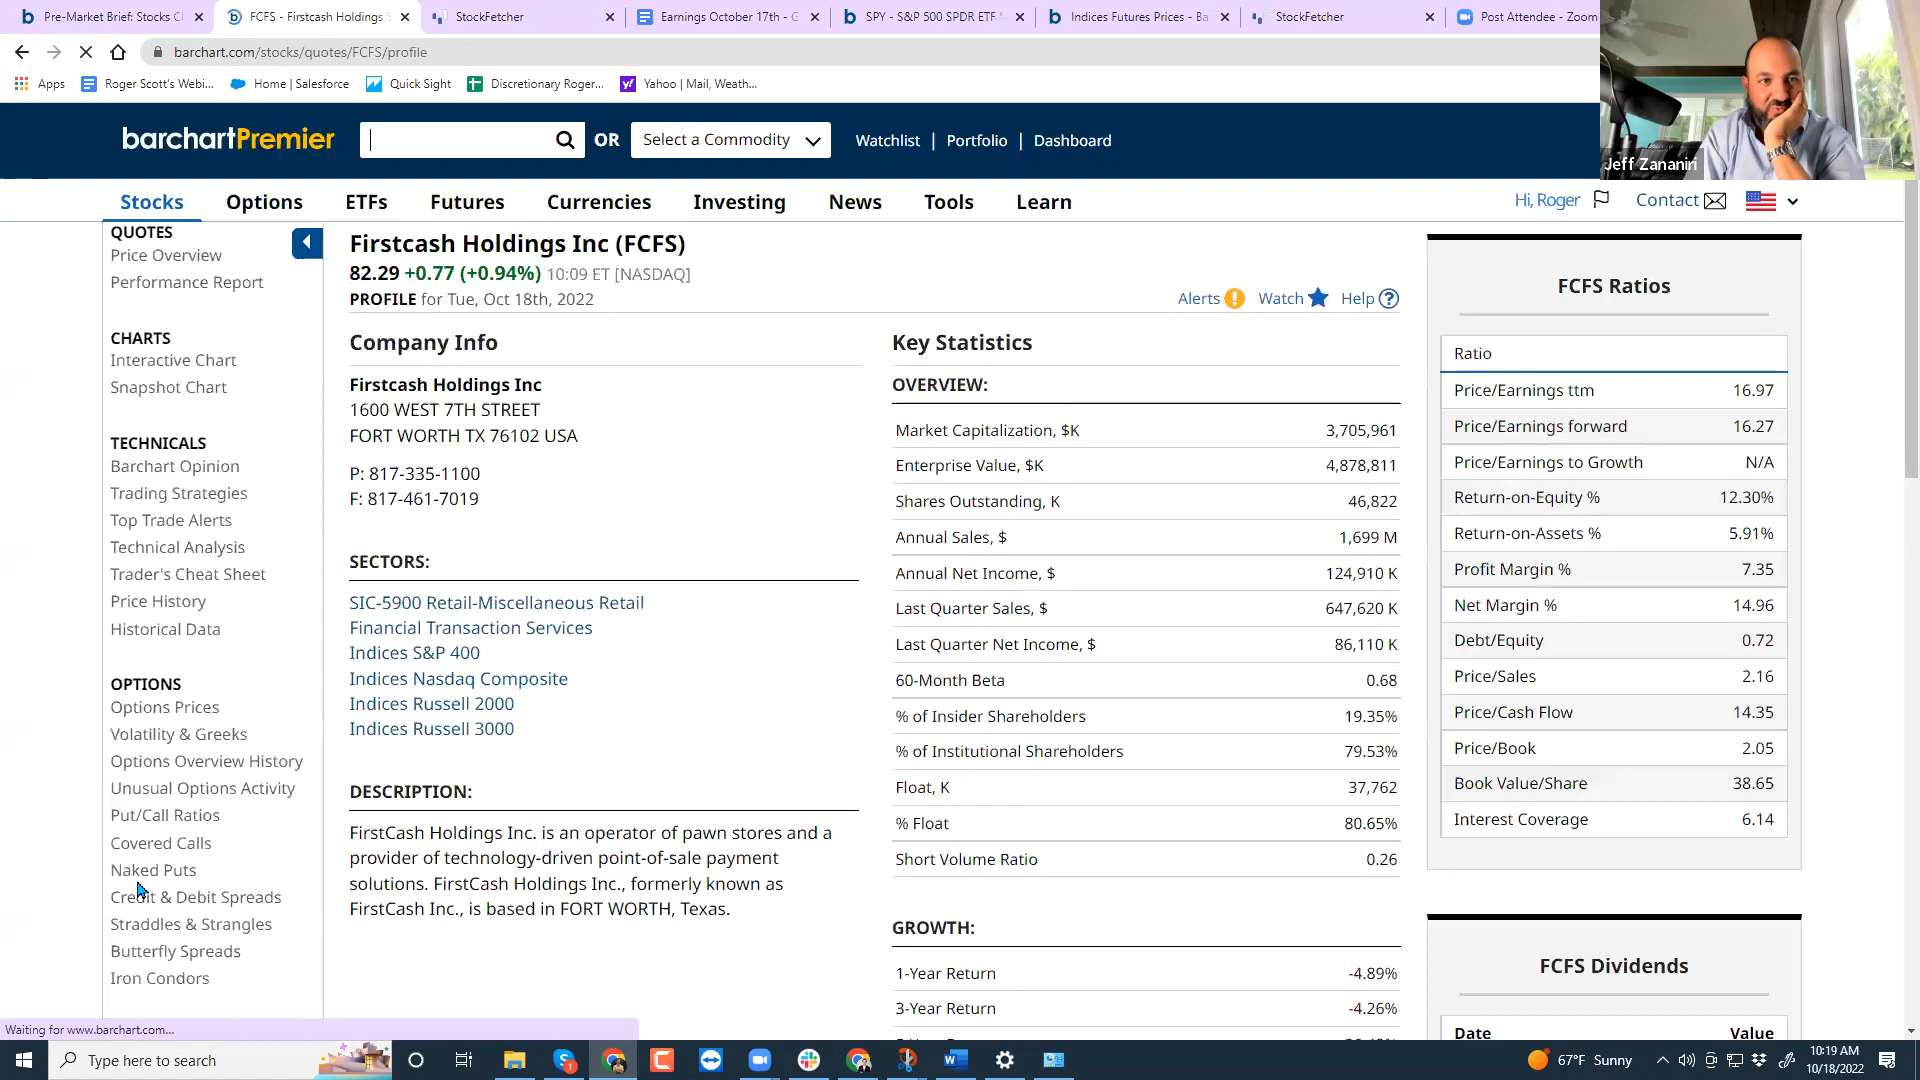 Pre-Market Brief: Stocks Cl
FCFS - Firstcash Holdings S
StockFetcher
Earnings October 17th - G
SPY - S&P 500 SPDR ETF
Indices Futures Prices - Ba
StockFetcher
Post Attendee - Zoom
barchart.com/stocks/quotes/FCFS/profile
Apps
Roger Scott's Webi...
Home | Salesforce
Quick Sight
Discretionary Roger...
Yahoo | Mail, Weath...
Jeff Zananiri
barchartPremier
OR
Select a Commodity
Watchlist | Portfolio | Dashboard
Stocks
Options
ETFs
Futures
Currencies
Investing
News
Tools
Learn
Hi, Roger
Contact
QUOTES
Price Overview
Performance Report
CHARTS
Interactive Chart
Snapshot Chart
TECHNICALS
Barchart Opinion
Trading Strategies
Top Trade Alerts
Technical Analysis
Trader's Cheat Sheet
Price History
Historical Data
OPTIONS
Options Prices
Volatility & Greeks
Options Overview History
Unusual Options Activity
Put/Call Ratios
Covered Calls
Naked Puts
Credit & Debit Spreads
Straddles & Strangles
Butterfly Spreads
Iron Condors
Firstcash Holdings Inc (FCFS)
82.29 +0.77 (+0.94%) 10:09 ET [NASDAQ]
PROFILE for Tue, Oct 18th, 2022
Alerts
Watch
Help
Company Info
Firstcash Holdings Inc
1600 WEST 7TH STREET
FORT WORTH TX 76102 USA
P: 817-335-1100
F: 817-461-7019
SECTORS:
SIC-5900 Retail-Miscellaneous Retail
Financial Transaction Services
Indices S&P 400
Indices Nasdaq Composite
Indices Russell 2000
Indices Russell 3000
DESCRIPTION:
FirstCash Holdings Inc. is an operator of pawn stores and a
provider of technology-driven point-of-sale payment
solutions. FirstCash Holdings Inc., formerly known as
FirstCash Inc., is based in FORT WORTH, Texas.
Key Statistics
OVERVIEW:
Market Capitalization, $K 3,705,961
Enterprise Value, $K 4,878,811
Shares Outstanding, K 46,822
Annual Sales, $ 1,699 M
Annual Net Income, $ 124,910 K
Last Quarter Sales, $ 647,620 K
Last Quarter Net Income, $ 86,110 K
60-Month Beta 0.68
% of Insider Shareholders 19.35%
% of Institutional Shareholders 79.53%
Float, K 37,762
% Float 80.65%
Short Volume Ratio 0.26
GROWTH:
1-Year Return -4.89%
3-Year Return -4.26%
FCFS Ratios
Ratio
Price/Earnings ttm 16.97
Price/Earnings forward 16.27
Price/Earnings to Growth N/A
Return-on-Equity % 12.30%
Return-on-Assets % 5.91%
Profit Margin % 7.35
Net Margin % 14.96
Debt/Equity 0.72
Price/Sales 2.16
Price/Cash Flow 14.35
Price/Book 2.05
Book Value/Share 38.65
Interest Coverage 6.14
FCFS Dividends
Date Value
Waiting for www.barchart.com...
Type here to search
67°F Sunny
10:19 AM
10/18/2022